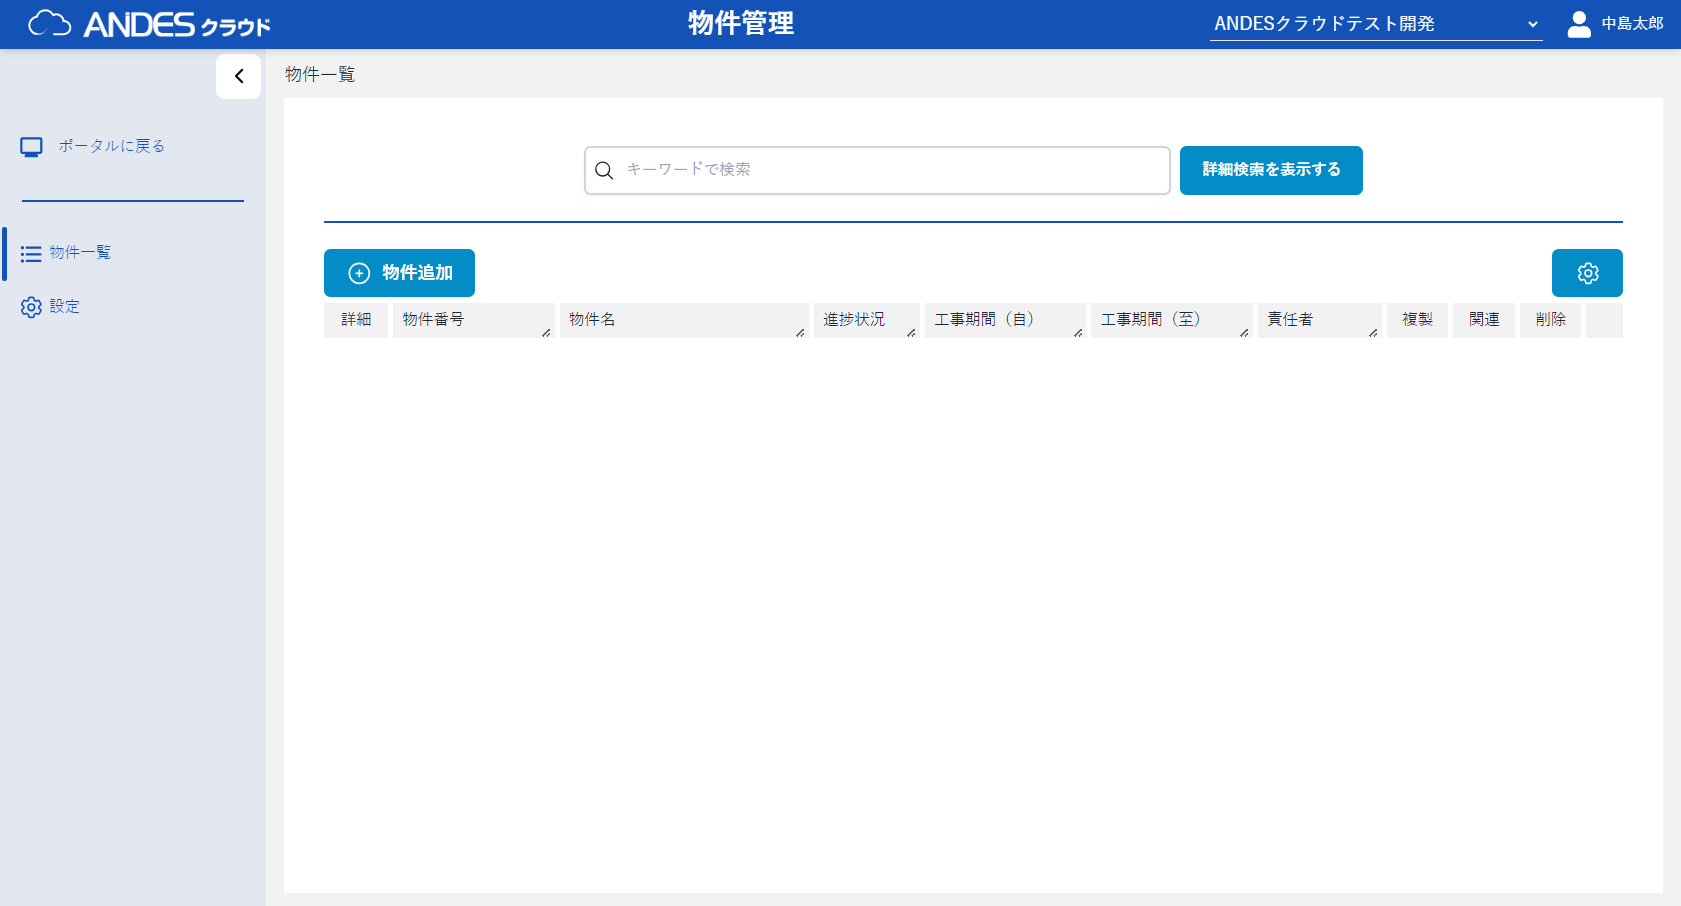 ANDES クラウド
物件管理
ANDESクラウドテスト開発
中島太郎
物件一覧
ポータルに戻る
物件一覧
設定
キーワードで検索
詳細検索を表示する
物件追加
詳細 物件番号 物件名 進捗状況 工事期間（自） 工事期間（至） 責任者 複製 関連 削除